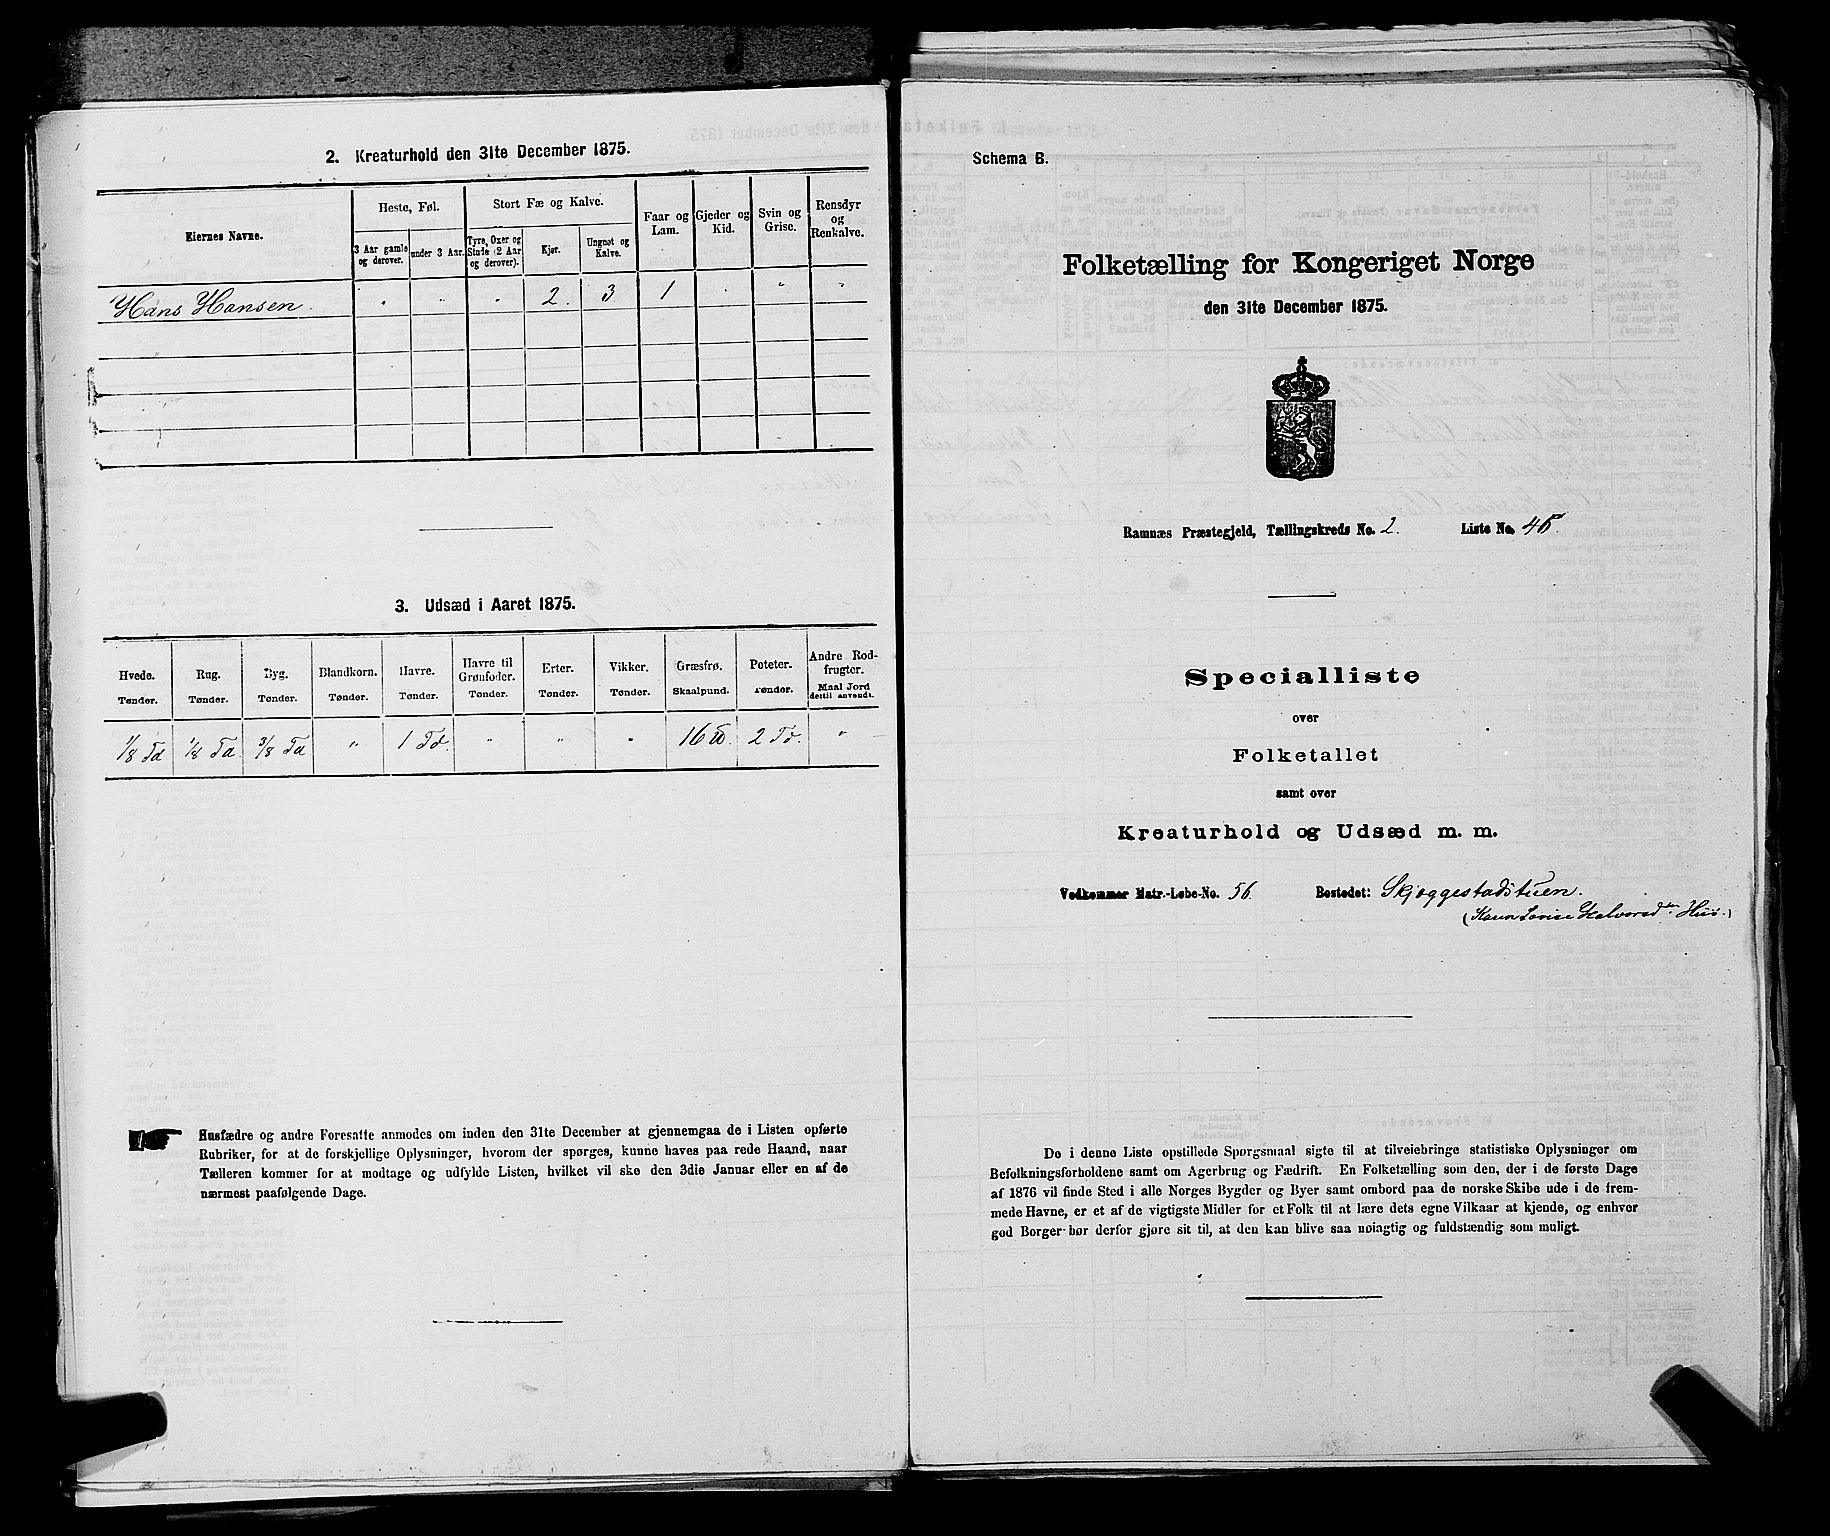 2. Kreaturhold den 31te December 1875.
Eiernes Navne.
Heste, Føl.
Stort Fæ og Kalve.
Faar og Lam.
Gjeder og Kid.
Svin og Grise.
Rensdyr og Renkalve.
3 Aar gamle og derover.
under 3 Aar.
Tyre, Oxer og Stude (2 Aar og derover).
Kjør.
Ungnøt og Kalve.
Hans Hansen. " " " 2. 3 1 " " "
3. Udsæd i Aaret 1875.
Hvede. Rug. Byg. Blandkorn. Havre. Havre til Grønfoder. Erter. Vikker. Græsfrø. Poteter. Andre Rodfrugter.
Tønder. Tønder. Tønder. Tønder. Tønder. Tønder. Tønder. Tønder. Skaalpund. Tønder. Maal Jord dertil anvendt.
1/8 Td 1/8 Td 3/8 Td " 1 Td. " " " 16 ℔. 2 Td. "
Husfædre og andre Foresatte anmodes om inden den 31te December at gjennemgaa de i Listen opførte
Rubriker, for at de forskjellige Oplysninger, hvorom der spørges, kunne haves paa rede Haand, naar
Tælleren kommer for at modtage og udfylde Listen, hvilket vil ske den 3die Januar eller en af de
nærmest paafølgende Dage.
Schema B.
Folketælling for Kongeriget Norge
den 31te December 1875.
Ramnæs Præstegjeld, Tællingskreds No. 2. Liste No. 45.
Specialliste
over
Folketallet
samt over
Kreaturhold og Udsæd m. m.
Vedkommer Matr.-Løbe-No. 56. Bostedet: Skjæggestadstuen.
(Karen Lovise Halvorsdtr Huus.)
De i denne Liste opstillede Spørgsmaal sigte til at tilveiebringe statistiske Oplysninger om
Befolkningsforholdene samt om Agerbrug og Fædrift. En Folketælling som den, der i de første Dage
af 1876 vil finde Sted i alle Norges Bygder og Byer samt ombord paa de norske Skibe ude i de frem-
mede Havne, er et af de vigtigste Midler for et Folk til at lære dets egne Vilkaar at kjende, og enhver
god Borger bør derfor gjøre sit til, at den kan blive saa nøiagtig og fuldstændig som muligt.